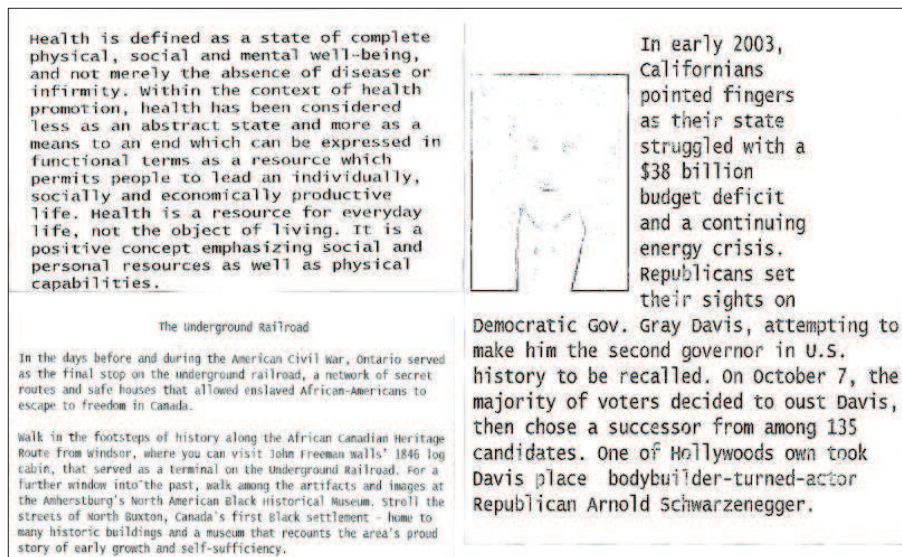 Health is defined as a state of complete
physical, social and mental well-being,
and not merely the absence of disease or
infirmity. Within the context of health
promotion, health has been considered
less as an abstract state and more as a
means to an end which can be expressed in
functional terms as a resource which
permits people to lead an individually,
socially and economically productive
life. Health is a resource for everyday
life, not the object of living. It is a
positive concept emphasizing social and
personal resources as well as physical
capabilities.
The Underground Railroad
In the days before and during the American Civil War, Ontario served
as the final stop on the underground railroad, a network of secret
routes and safe houses that allowed enslaved African-Americans to
escape to freedom in Canada.
Walk in the footsteps of history along the African Canadian Heritage
Route from Windsor, where you can visit John Freeman Walls' 1846 log
cabin, that served as a terminal on the Underground Railroad. For a
further window into the past, walk among the artifacts and images at
the Amherstburg's North American Black Historical Museum. Stroll the
streets of North Buxton, Canada's first Black settlement - home to
many historic buildings and a museum that recounts the area's proud
story of early growth and self-sufficiency.
In early 2003,
Californians
pointed fingers
as their state
struggled with a
$38 billion
budget deficit
and a continuing
energy crisis.
Republicans set
their sights on
Democratic Gov. Gray Davis, attempting to
make him the second governor in U.S.
history to be recalled. On October 7, the
majority of voters decided to oust Davis,
then chose a successor from among 135
candidates. One of Hollywoods own took
Davis place bodybuilder-turned-actor
Republican Arnold Schwarzenegger.